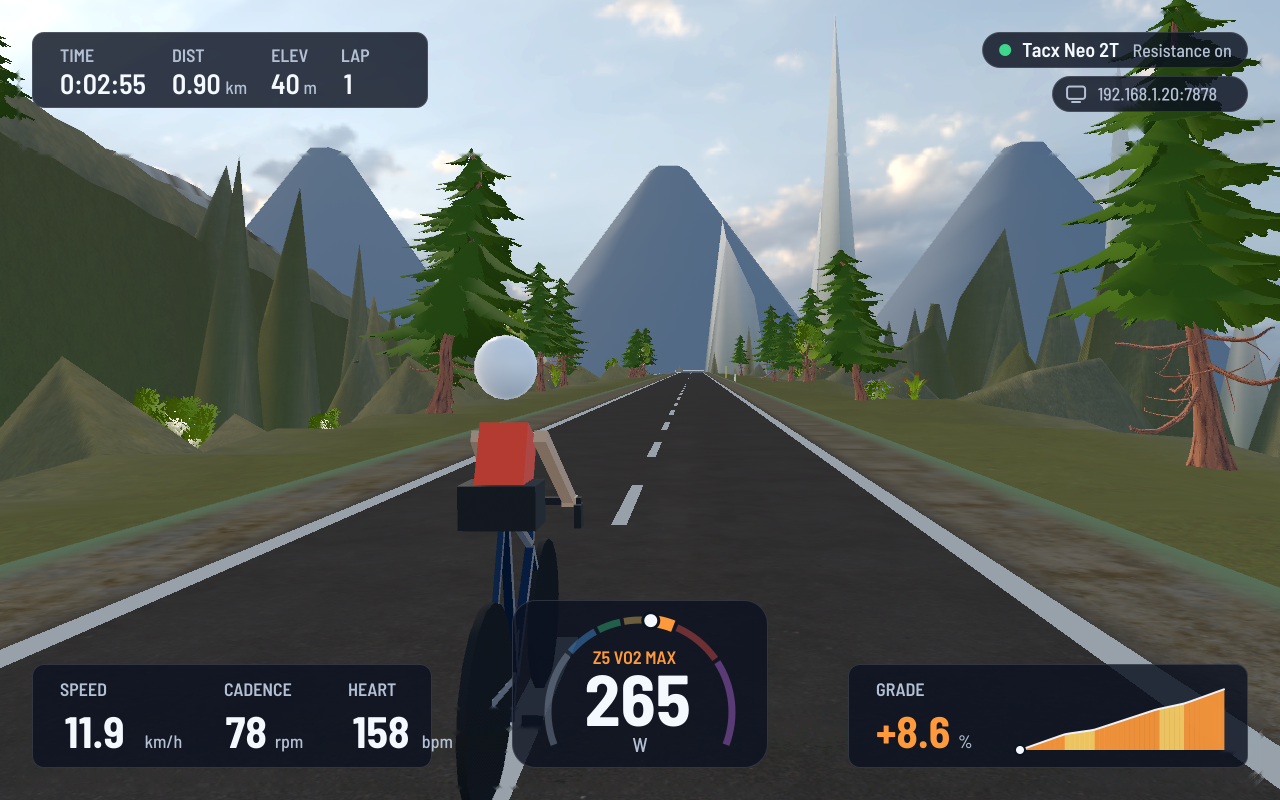 TIME DIST ELEV LAP
0:02:55 0.90 km 40 m 1
Tacx Neo 2T Resistance on
192.168.1.20:7878
SPEED CADENCE HEART
11.9 km/h 78 rpm 158 bpm
Z5 VO2 MAX
265
W
GRADE
+8.6 %